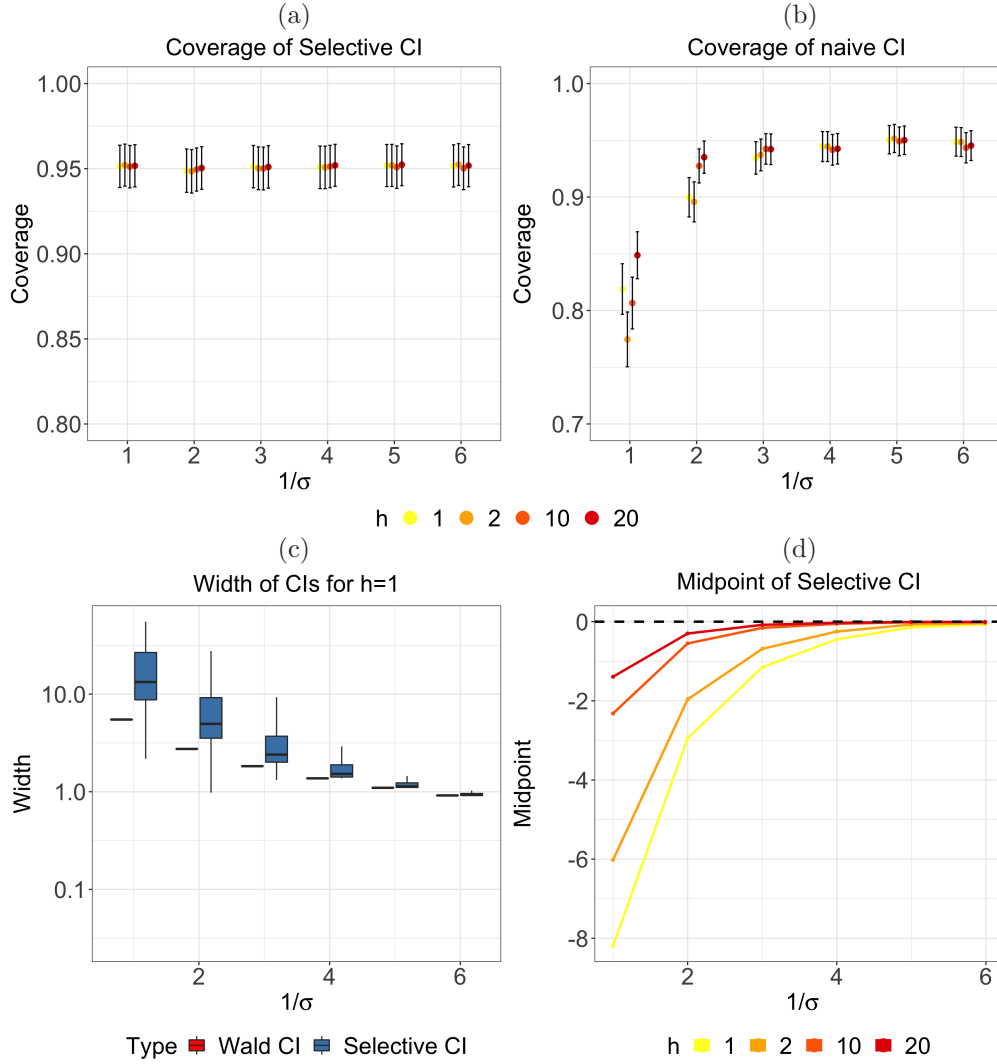 (a)
Coverage of Selective CI
1.00
0.95
0.90
0.85
0.80
Coverage
1 2 3 4 5 6
1/σ
(b)
Coverage of naive CI
1.0
0.9
0.8
0.7
Coverage
1 2 3 4 5 6
1/σ
h 1 2 10 20
(c)
Width of CIs for h=1
10.0
1.0
0.1
Width
2 4 6
1/σ
Type Wald CI Selective CI
(d)
Midpoint of Selective CI
0
-2
-4
-6
-8
Midpoint
2 4 6
1/σ
h 1 2 10 20